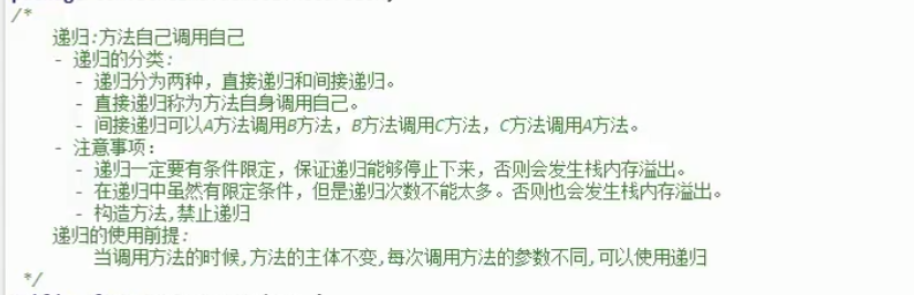 /*
递归:方法自己调用自己
- 递归的分类:
- 递归分为两种，直接递归和间接递归。
- 直接递归称为方法自身调用自己。
- 间接递归可以A方法调用B方法，B方法调用C方法，C方法调用A方法。
- 注意事项：
- 递归一定要有条件限定，保证递归能够停止下来，否则会发生栈内存溢出。
- 在递归中虽然有限定条件，但是递归次数不能太多。否则也会发生栈内存溢出。
- 构造方法,禁止递归
递归的使用前提:
当调用方法的时候,方法的主体不变,每次调用方法的参数不同,可以使用递归
*/